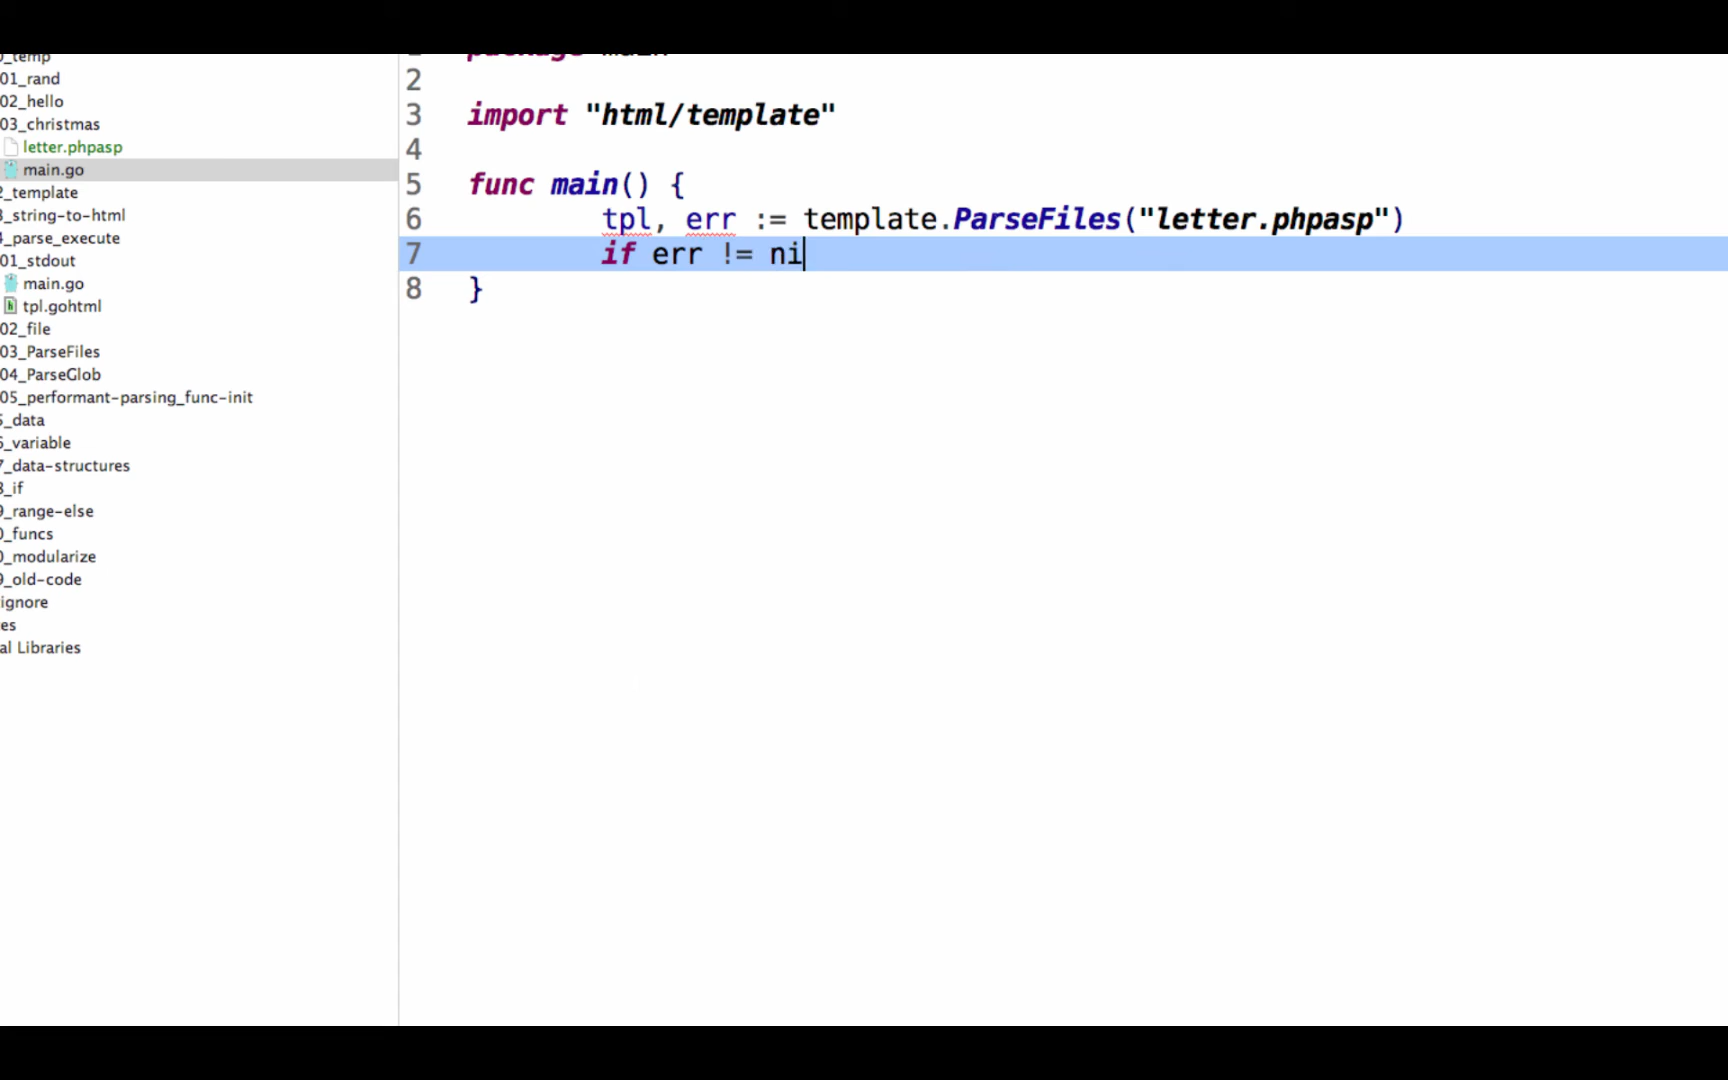 _temp
01_rand
02_hello
03_christmas
letter.phpasp
main.go
_template
_string-to-html
_parse_execute
01_stdout
main.go
tpl.gohtml
02_file
03_ParseFiles
04_ParseGlob
05_performant-parsing_func-init
_data
_variable
_data-structures
_if
_range-else
_funcs
_modularize
_old-code
ignore
es
al Libraries
package main
2
3 import "html/template"
4
5 func main() {
6 tpl, err := template.ParseFiles("letter.phpasp")
7 if err != ni
8 }